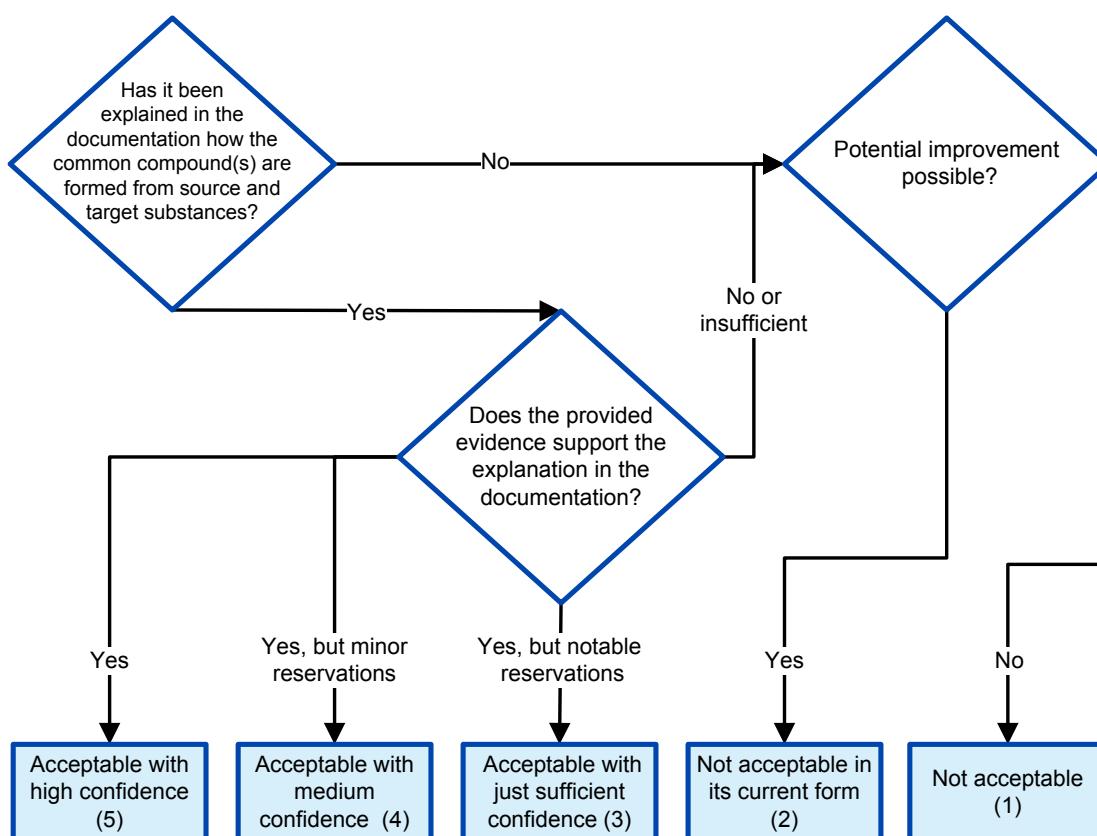 Has it been
explained in the
documentation how the
common compound(s) are
formed from source and
target substances?
No
Potential improvement
possible?
Yes
No or
insufficient
Does the provided
evidence support the
explanation in the
documentation?
Yes
Yes, but minor
reservations
Yes, but notable
reservations
Yes
No
Acceptable with
high confidence
(5)
Acceptable with
medium
confidence (4)
Acceptable with
just sufficient
confidence (3)
Not acceptable in
its current form
(2)
Not acceptable
(1)